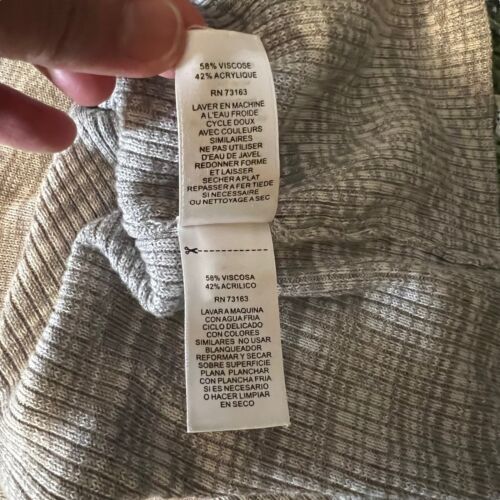 58% VISCOSE
42% ACRYLIQUE
RN 73163
LAVER EN MACHINE
A L'EAU FROIDE
CYCLE DOUX
AVEC COULEURS
SIMILAIRES
NE PAS UTILISER
D'EAU DE JAVEL
REDONNER FORME
ET LAISSER
SECHER A PLAT
REPASSER A FER TIEDE
SI NECESSAIRE
OU NETTOYAGE A SEC
58% VISCOSA
42% ACRILICO
RN 73163
LAVAR A MAQUINA
CON AGUA FRIA
CICLO DELICADO
CON COLORES
SIMILARES NO USAR
BLANQUEADOR
REFORMAR Y SECAR
SOBRE SUPERFICIE
PLANA PLANCHAR
CON PLANCHA FRIA
SI ES NECESARIO
O HACER LIMPIAR
EN SECO